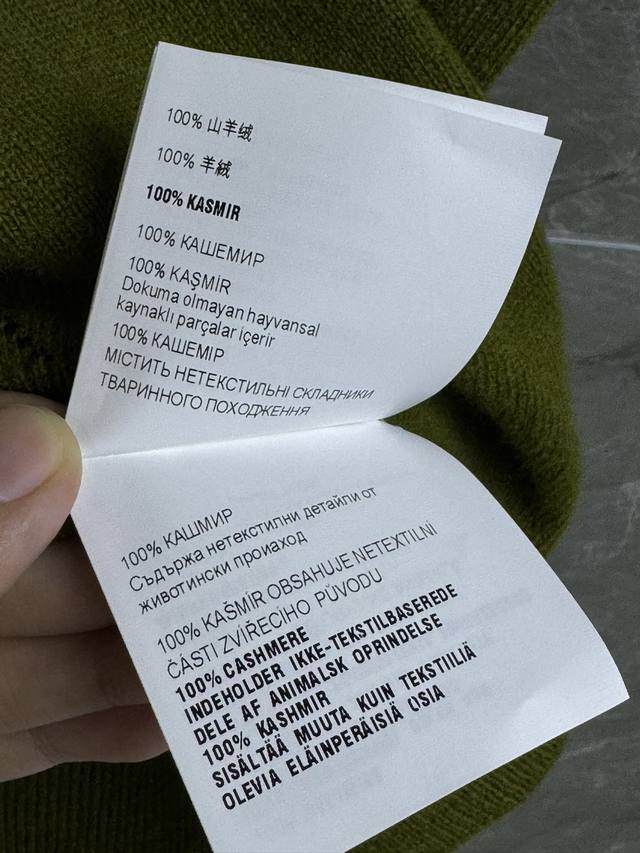 100% 山羊绒
100% 羊絨
100% KASMIR
100% КАШЕМИР
100% KAŞMİR
Dokuma olmayan hayvansal
kaynaklı parçalar içerir
100% КАШЕМІР
МІСТИТЬ НЕТЕКСТИЛЬНІ СКЛАДНИКИ
ТВАРИННОГО ПОХОДЖЕННЯ
100% КАШМИР
Съдържа нетекстилни детайли от
животински проиаход
100% KAŠMÍR OBSAHUJE NETEXTILNÍ
ČÁSTI ZVÍŘECÍHO PŮVODU
100% CASHMERE
INDEHOLDER IKKE-TEKSTILBASEREDE
DELE AF ANIMALSK OPRINDELSE
100% KASHMIR
SISÄLTÄÄ MUUTA KUIN TEKSTIILIÄ
OLEVIA ELÄINPERÄISIÄ OSIA